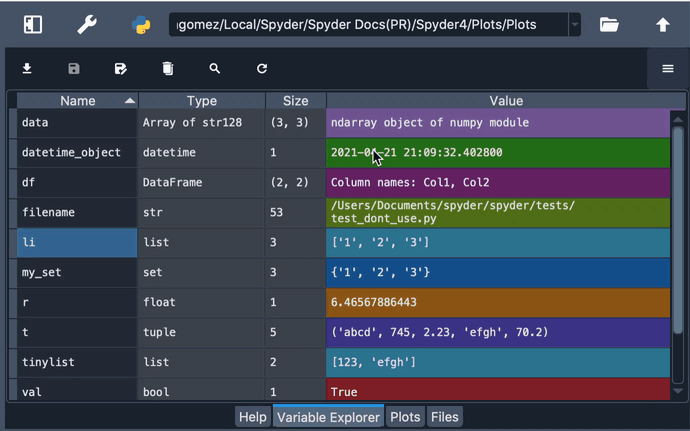 gomez/Local/Spyder/Spyder Docs(PR)/Spyder4/Plots/Plots
Name Type Size Value
data Array of str128 (3, 3) ndarray object of numpy module
datetime_object datetime 1 2021-04-21 21:09:32.402800
df DataFrame (2, 2) Column names: Col1, Col2
filename str 53 /Users/Documents/spyder/spyder/tests/
test_dont_use.py
li list 3 ['1', '2', '3']
my_set set 3 {'1', '2', '3'}
r float 1 6.46567886443
t tuple 5 ('abcd', 745, 2.23, 'efgh', 70.2)
tinylist list 2 [123, 'efgh']
val bool 1 True
Help Variable Explorer Plots Files